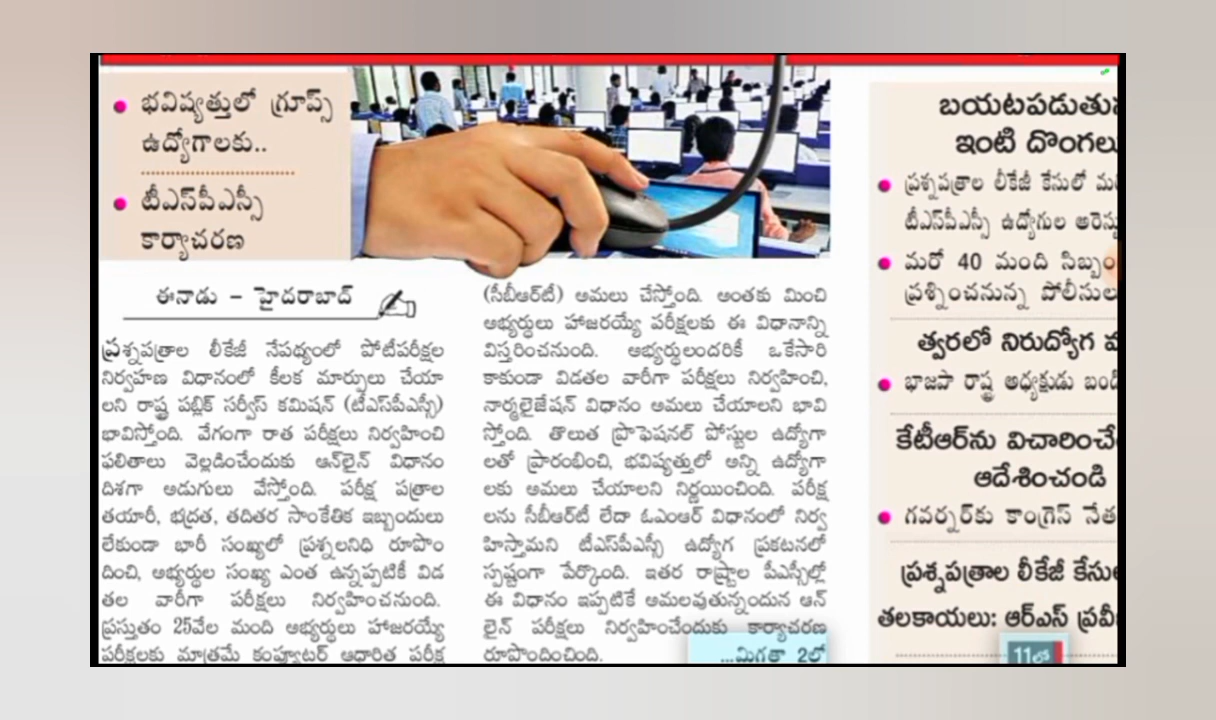 భవిష్యత్తులో గ్రూప్స్
ఉద్యోగాలకు..
టీఎస్‌పీఎస్సీ
కార్యాచరణ
ఈనాడు - హైదరాబాద్
ప్రశ్నపత్రాల లీకేజీ నేపథ్యంలో పోటీపరీక్షల
నిర్వహణ విధానంలో కీలక మార్పులు చేయా
లని రాష్ట్ర పబ్లిక్ సర్వీస్ కమిషన్ (టీఎస్‌పీఎస్సీ)
భావిస్తోంది. వేగంగా రాత పరీక్షలు నిర్వహించి
ఫలితాలు వెల్లడించేందుకు ఆన్‌లైన్ విధానం
దిశగా అడుగులు వేస్తోంది. పరీక్ష పత్రాల
తయారీ, భద్రత, తదితర సాంకేతిక ఇబ్బందులు
లేకుండా భారీ సంఖ్యలో ప్రశ్నలనిధి రూపొం
దించి, అభ్యర్థుల సంఖ్య ఎంత ఉన్నప్పటికీ విడ
తల వారీగా పరీక్షలు నిర్వహించనుంది.
ప్రస్తుతం 25వేల మంది అభ్యర్థులు హాజరయ్యే
పరీక్షలకు మాత్రమే కంప్యూటర్ ఆధారిత పరీక్ష
(సీబీఆర్‌టీ) అమలు చేస్తోంది. అంతకు మించి
అభ్యర్థులు హాజరయ్యే పరీక్షలకు ఈ విధానాన్ని
విస్తరించనుంది. అభ్యర్థులందరికీ ఒకేసారి
కాకుండా విడతల వారీగా పరీక్షలు నిర్వహించి,
నార్మలైజేషన్ విధానం అమలు చేయాలని భావి
స్తోంది. తొలుత ప్రొఫెషనల్ పోస్టుల ఉద్యోగా
లతో ప్రారంభించి, భవిష్యత్తులో అన్ని ఉద్యోగా
లకు అమలు చేయాలని నిర్ణయించింది. పరీక్ష
లను సీబీఆర్‌టీ లేదా ఓఎంఆర్ విధానంలో నిర్వ
హిస్తామని టీఎస్‌పీఎస్సీ ఉద్యోగ ప్రకటనలో
స్పష్టంగా పేర్కొంది. ఇతర రాష్ట్రాల పీఎస్సీల్లో
ఈ విధానం ఇప్పటికే అమలవుతున్నందున ఆన్
లైన్ పరీక్షలు నిర్వహించేందుకు కార్యాచరణ
రూపొందించింది.
...మిగతా 2లో
బయటపడుతు
ఇంటి దొంగలు
ప్రశ్నపత్రాల లీకేజీ కేసులో
టీఎస్‌పీఎస్సీ ఉద్యోగుల అరెస్టు
మరో 40 మంది
ప్రశ్నించనున్న పోలీసులు
త్వరలో నిరుద్యోగ
భాజపా రాష్ట్ర అధ్యక్షుడు బండి
కేటీఆర్‌ను విచారించే
ఆదేశించండి
గవర్నర్‌కు కాంగ్రెస్ నేత
ప్రశ్నపత్రాల లీకేజీ కేసుల
తలకాయలు: ఆర్ఎస్ ప్రవీ
11లో